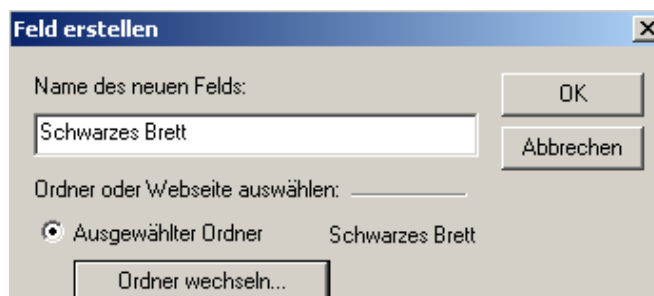 Feld erstellen
Name des neuen Felds:
OK
Schwarzes Brett
Abbrechen
Ordner oder Webseite auswählen:
Ausgewählter Ordner Schwarzes Brett
Ordner wechseln...